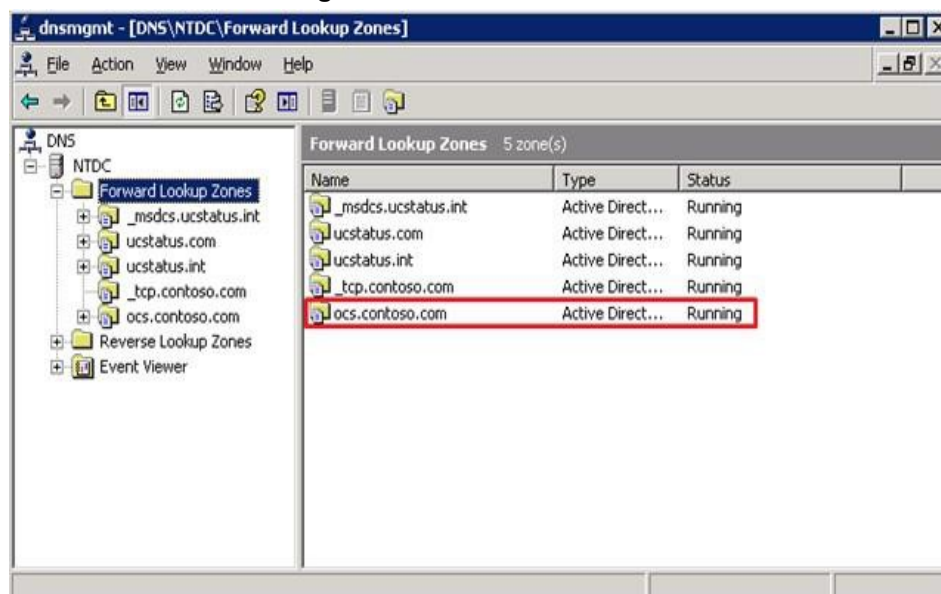 dnsmgmt - [DNS\NTDC\Forward Lookup Zones]
File Action View Window Help
DNS
NTDC
Forward Lookup Zones
_msdcs.ucstatus.int
ucstatus.com
ucstatus.int
_tcp.contoso.com
ocs.contoso.com
Reverse Lookup Zones
Event Viewer
Forward Lookup Zones 5 zone(s)
Name Type Status
_msdcs.ucstatus.int Active Direct... Running
ucstatus.com Active Direct... Running
ucstatus.int Active Direct... Running
_tcp.contoso.com Active Direct... Running
ocs.contoso.com Active Direct... Running